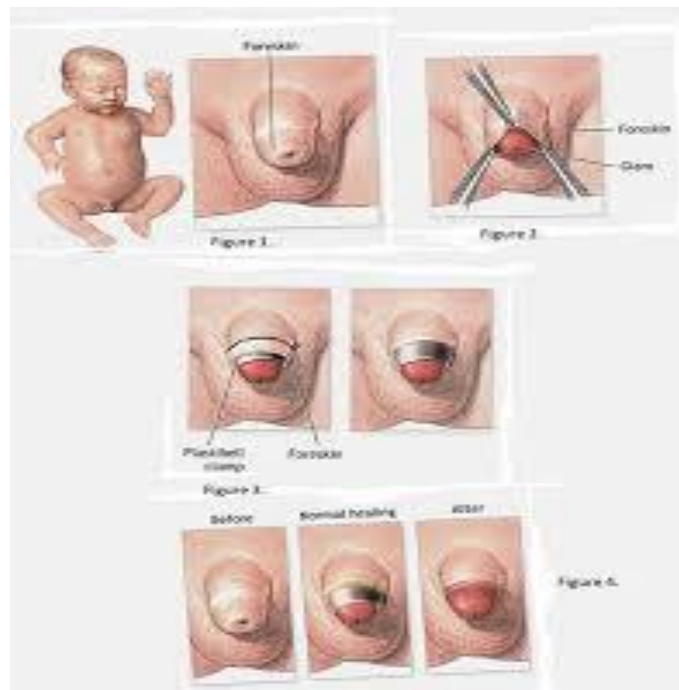 Foreskin
Foreskin
Glans
Figure 1.
Figure 2.
Plastibell
clamp
Foreskin
Figure 3.
Before
Normal healing
After
Figure 4.